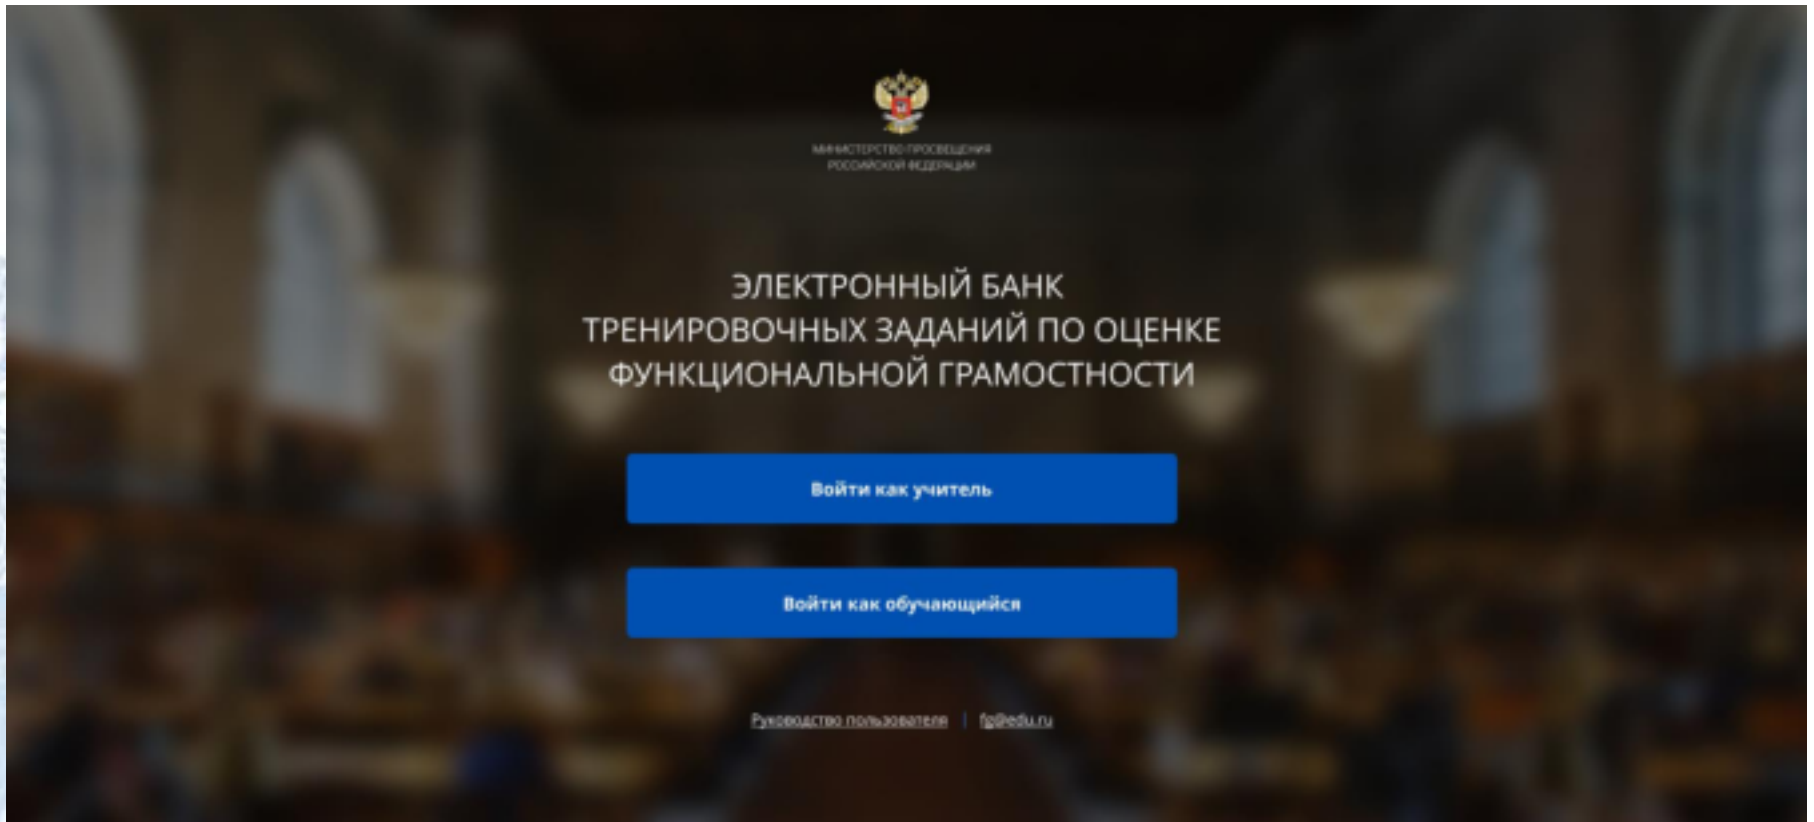 МИНИСТЕРСТВО ПРОСВЕЩЕНИЯ
РОССИЙСКОЙ ФЕДЕРАЦИИ
ЭЛЕКТРОННЫЙ БАНК
ТРЕНИРОВОЧНЫХ ЗАДАНИЙ ПО ОЦЕНКЕ
ФУНКЦИОНАЛЬНОЙ ГРАМОСТНОСТИ
Войти как учитель
Войти как обучающийся
Руководство пользователя | fg@edu.ru